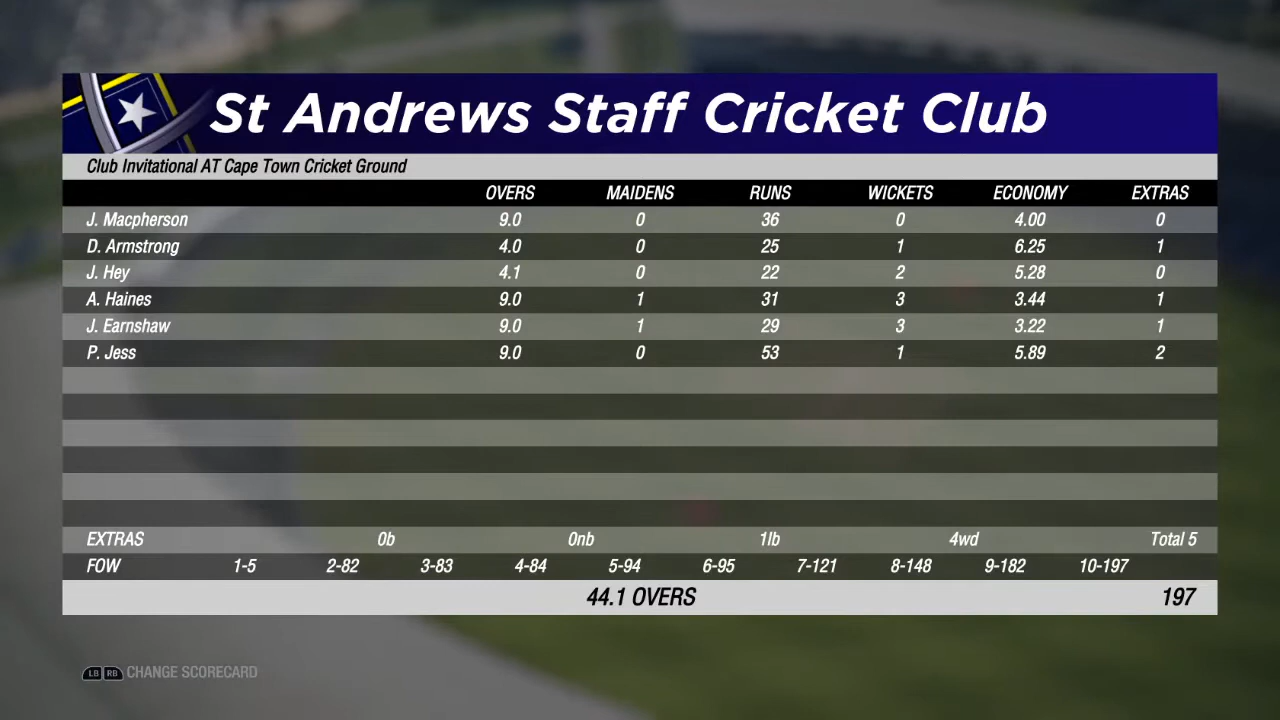 St Andrews Staff Cricket Club
Club Invitational AT Cape Town Cricket Ground
OVERS MAIDENS RUNS WICKETS ECONOMY EXTRAS
J. Macpherson 9.0 0 36 0 4.00 0
D. Armstrong 4.0 0 25 1 6.25 1
J. Hey 4.1 0 22 2 5.28 0
A. Haines 9.0 1 31 3 3.44 1
J. Earnshaw 9.0 1 29 3 3.22 1
P. Jess 9.0 0 53 1 5.89 2
EXTRAS 0b 0nb 1lb 4wd Total 5
FOW 1-5 2-82 3-83 4-84 5-94 6-95 7-121 8-148 9-182 10-197
44.1 OVERS 197
LB RB CHANGE SCORECARD